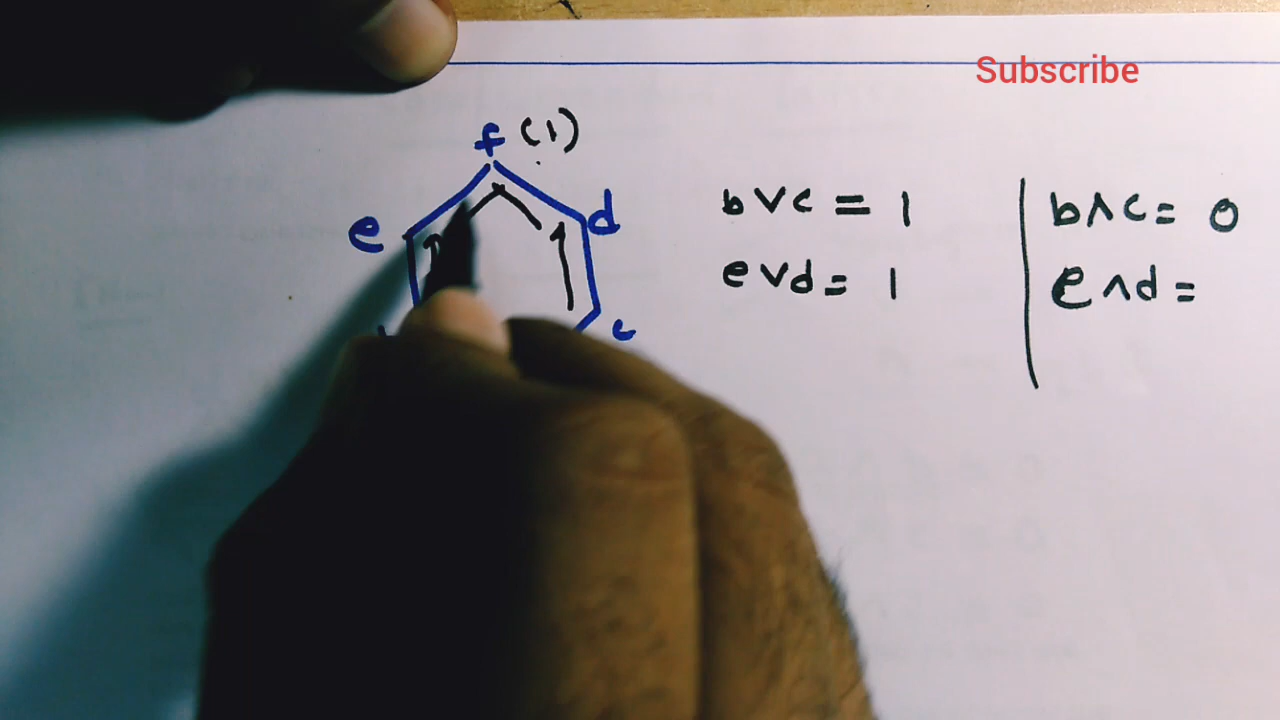 Subscribe
f (1)
e
d
c
b∨c = 1
e∨d = 1
b∧c = 0
e∧d =